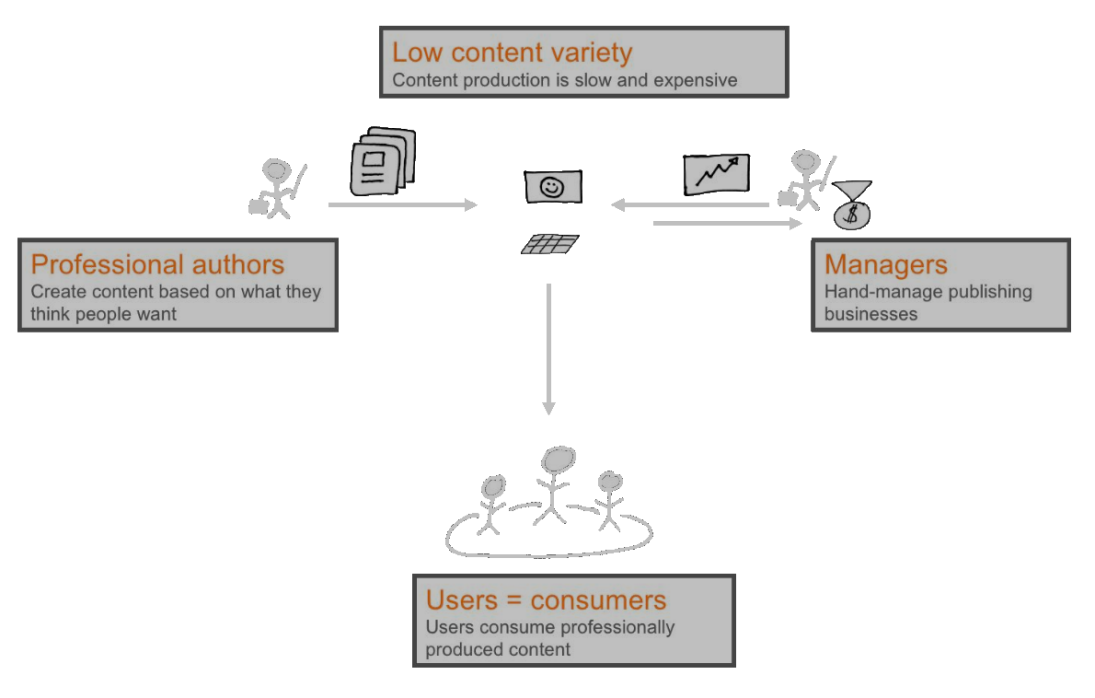 Low content variety
Content production is slow and expensive
$
Professional authors
Create content based on what they
think people want
Managers
Hand-manage publishing
businesses
Users = consumers
Users consume professionally
produced content